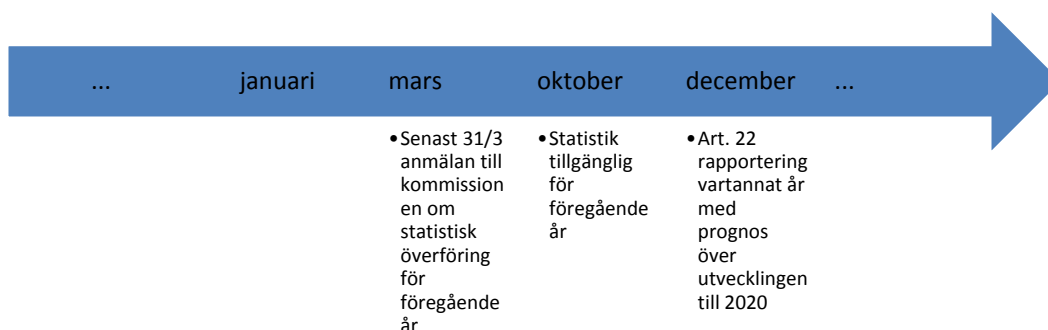 ... januari mars oktober december ...
•Senast 31/3
anmälan till
kommission
en om
statistisk
överföring
för
föregående
år
•Statistik
tillgänglig
för
föregående
år
•Art. 22
rapportering
vartannat år
med
prognos
över
utvecklingen
till 2020